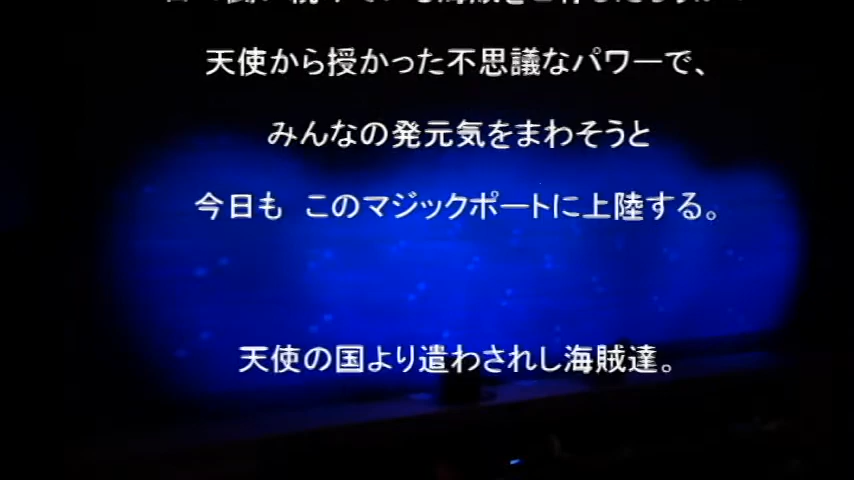 天使から授かった不思議なパワーで、
みんなの発元気をまわそうと
今日も このマジックポートに上陸する。
天使の国より遣わされし海賊達。